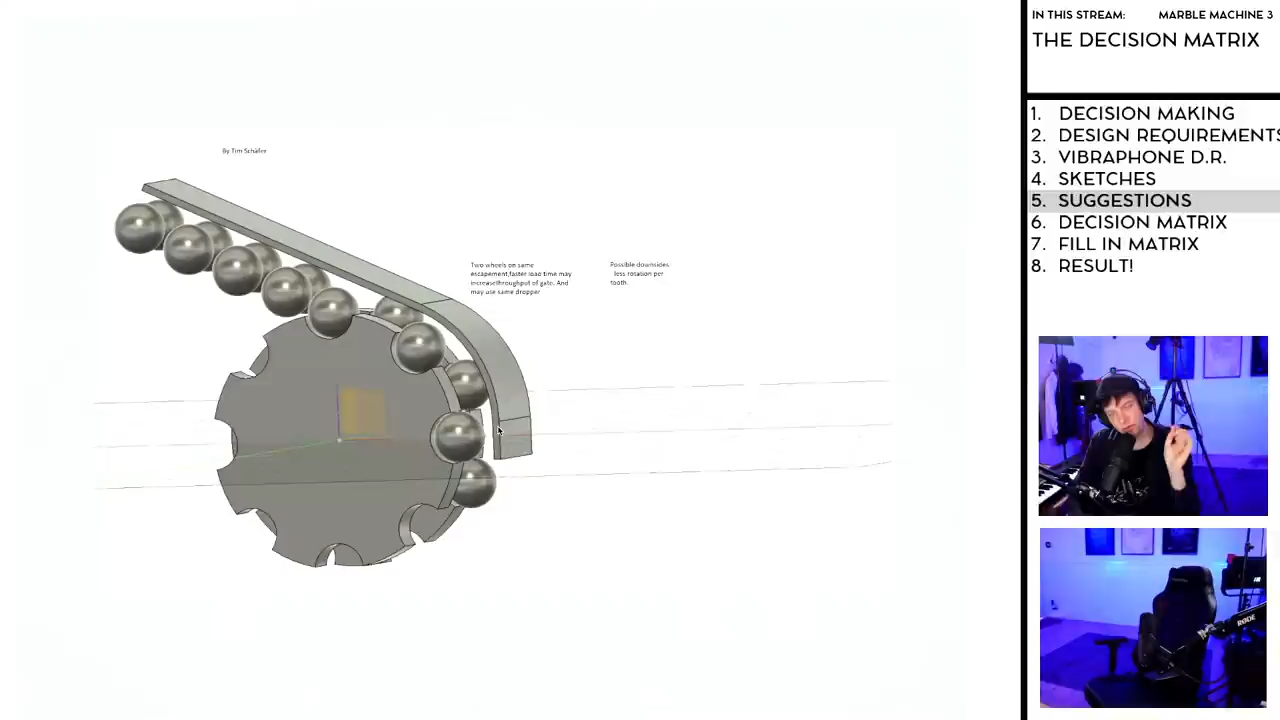 IN THIS STREAM: MARBLE MACHINE 3
THE DECISION MATRIX
1. DECISION MAKING
2. DESIGN REQUIREMENTS
3. VIBRAPHONE D.R.
4. SKETCHES
5. SUGGESTIONS
6. DECISION MATRIX
7. FILL IN MATRIX
8. RESULT!
By Tim Schäfer
Two wheels on same
escapement,faster load time may
increasethroughput of gate. And
may use same dropper
Possible downsides.
less rotation per
tooth.
RØDE